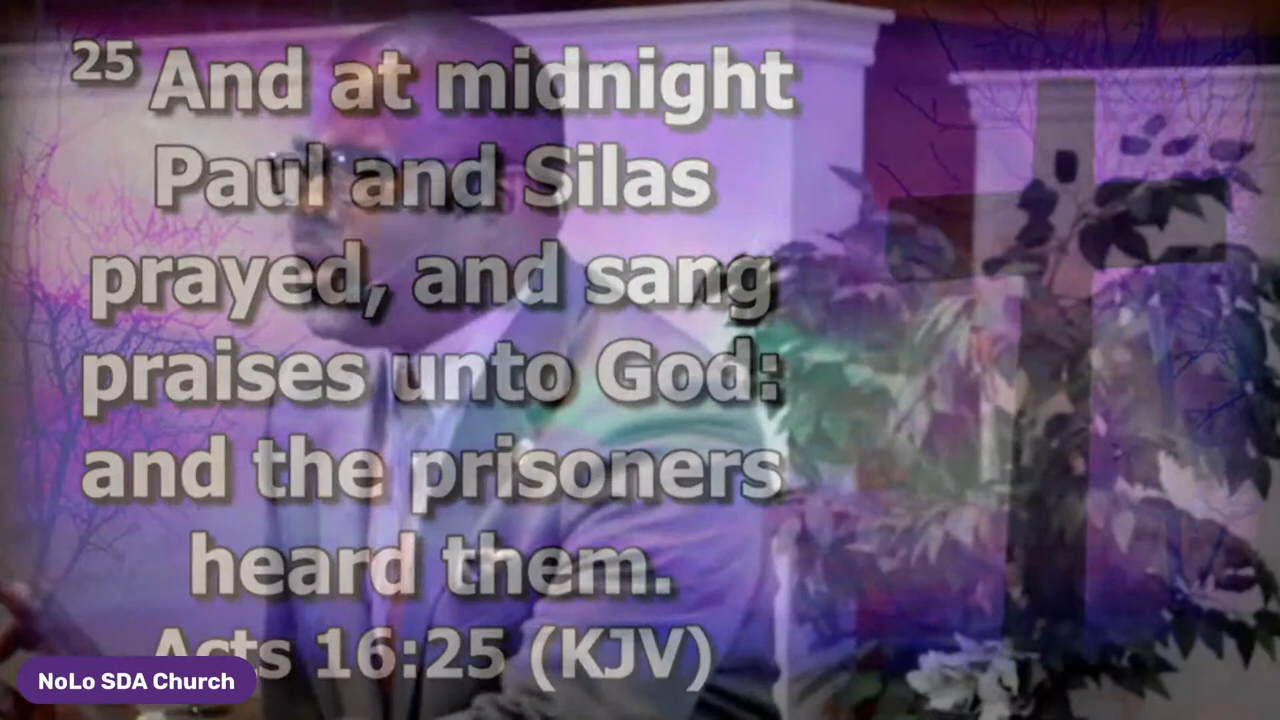 25 And at midnight
Paul and Silas
prayed, and sang
praises unto God:
and the prisoners
heard them.
Acts 16:25 (KJV)
NoLo SDA Church